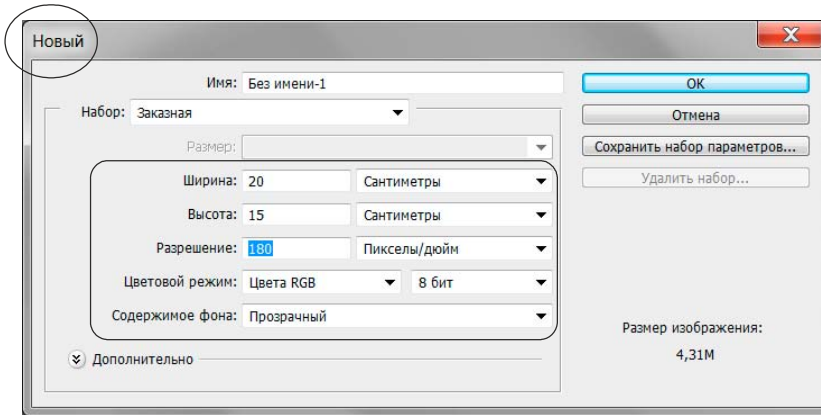 Новый
Имя: Без имени-1
Набор: Заказная
Размер:
Ширина: 20 Сантиметры
Высота: 15 Сантиметры
Разрешение: 180 Пикселы/дюйм
Цветовой режим: Цвета RGB 8 бит
Содержимое фона: Прозрачный
Дополнительно
ОК
Отмена
Сохранить набор параметров...
Удалить набор...
Размер изображения:
4,31M